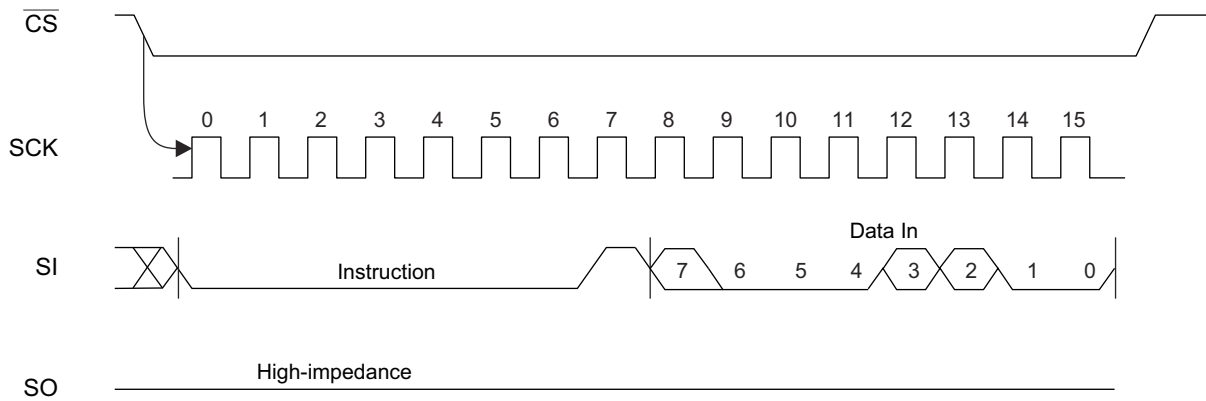 CS
0 1 2 3 4 5 6 7 8 9 10 11 12 13 14 15
SCK
Data In
SI
Instruction
7 6 5 4 3 2 1 0
High-impedance
SO